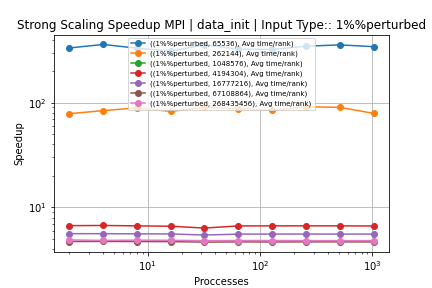 Strong Scaling Speedup MPI | data_init | Input Type:: 1%%perturbed
((1%%perturbed, 65536), Avg time/rank)
((1%%perturbed, 262144), Avg time/rank)
((1%%perturbed, 1048576), Avg time/rank)
((1%%perturbed, 4194304), Avg time/rank)
((1%%perturbed, 16777216), Avg time/rank)
((1%%perturbed, 67108864), Avg time/rank)
((1%%perturbed, 268435456), Avg time/rank)
10²
10¹
Speedup
10¹ 10² 10³
Proccesses